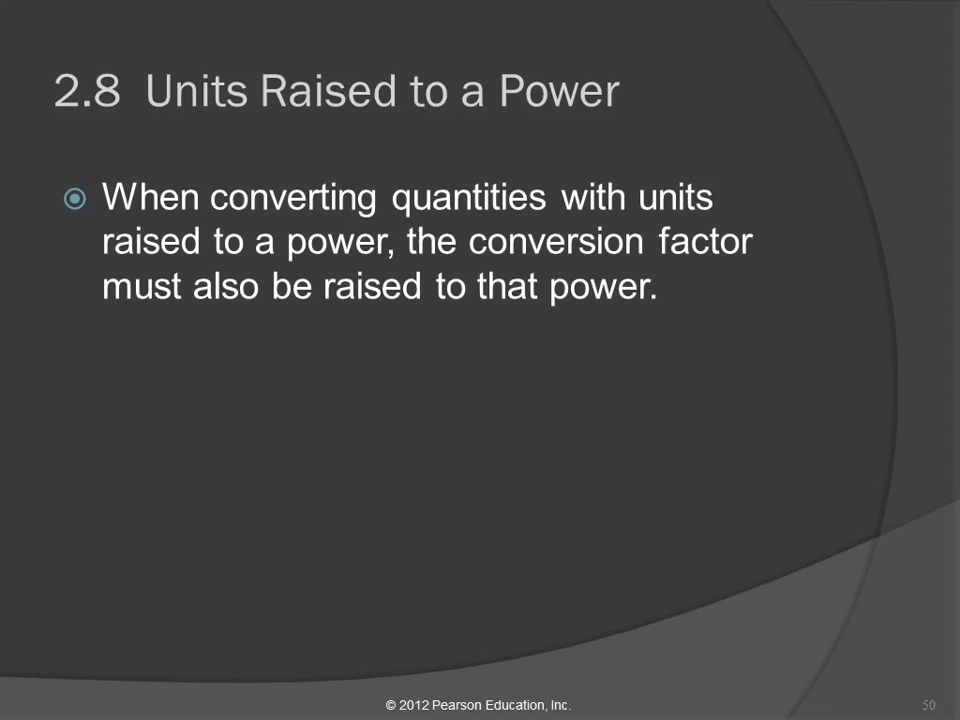 2.8 Units Raised to a Power
When converting quantities with units
raised to a power, the conversion factor
must also be raised to that power.
© 2012 Pearson Education, Inc.
50